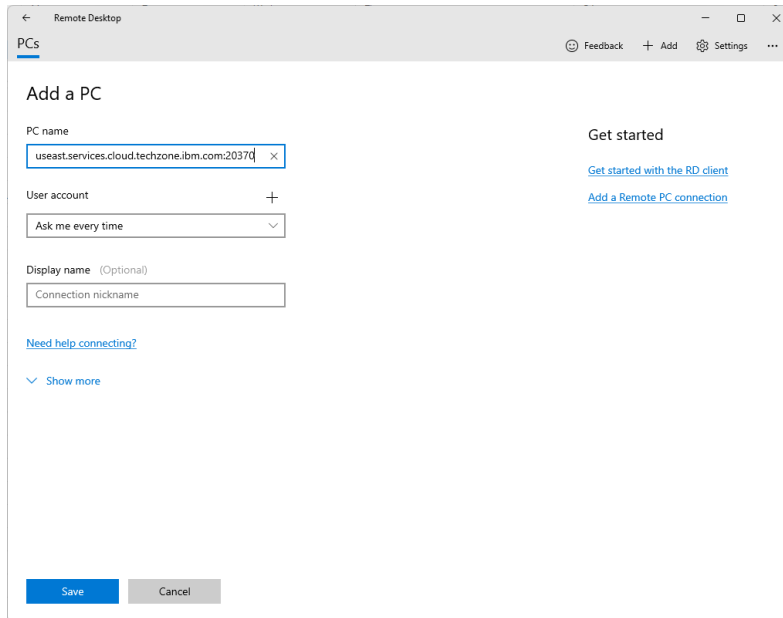 Remote Desktop
PCs
Feedback
Add
Settings
Add a PC
PC name
useast.services.cloud.techzone.ibm.com:20370
User account
Ask me every time
Display name (Optional)
Connection nickname
Need help connecting?
Show more
Get started
Get started with the RD client
Add a Remote PC connection
Save
Cancel